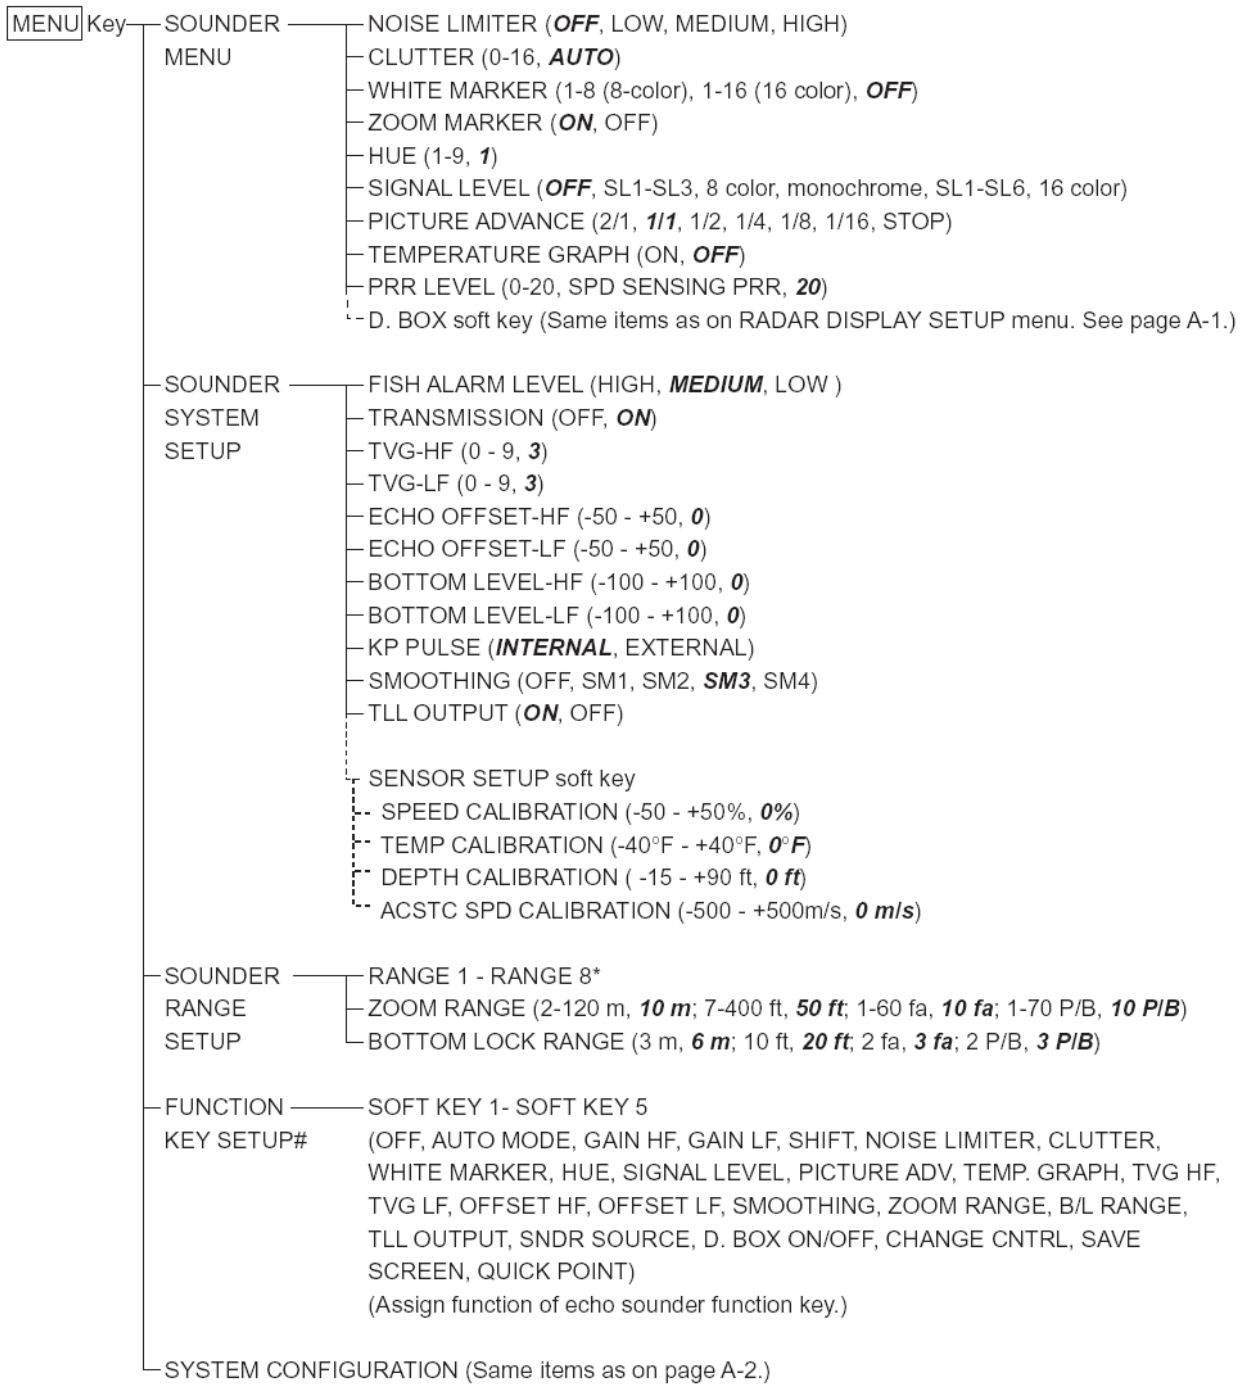 MENU Key SOUNDER NOISE LIMITER (OFF, LOW, MEDIUM, HIGH)
MENU CLUTTER (0-16, AUTO)
WHITE MARKER (1-8 (8-color), 1-16 (16 color), OFF)
ZOOM MARKER (ON, OFF)
HUE (1-9, 1)
SIGNAL LEVEL (OFF, SL1-SL3, 8 color, monochrome, SL1-SL6, 16 color)
PICTURE ADVANCE (2/1, 1/1, 1/2, 1/4, 1/8, 1/16, STOP)
TEMPERATURE GRAPH (ON, OFF)
PRR LEVEL (0-20, SPD SENSING PRR, 20)
D. BOX soft key (Same items as on RADAR DISPLAY SETUP menu. See page A-1.)
SOUNDER FISH ALARM LEVEL (HIGH, MEDIUM, LOW )
SYSTEM TRANSMISSION (OFF, ON)
SETUP TVG-HF (0 - 9, 3)
TVG-LF (0 - 9, 3)
ECHO OFFSET-HF (-50 - +50, 0)
ECHO OFFSET-LF (-50 - +50, 0)
BOTTOM LEVEL-HF (-100 - +100, 0)
BOTTOM LEVEL-LF (-100 - +100, 0)
KP PULSE (INTERNAL, EXTERNAL)
SMOOTHING (OFF, SM1, SM2, SM3, SM4)
TLL OUTPUT (ON, OFF)
SENSOR SETUP soft key
SPEED CALIBRATION (-50 - +50%, 0%)
TEMP CALIBRATION (-40°F - +40°F, 0°F)
DEPTH CALIBRATION ( -15 - +90 ft, 0 ft)
ACSTC SPD CALIBRATION (-500 - +500m/s, 0 m/s)
SOUNDER RANGE 1 - RANGE 8*
RANGE ZOOM RANGE (2-120 m, 10 m; 7-400 ft, 50 ft; 1-60 fa, 10 fa; 1-70 P/B, 10 P/B)
SETUP BOTTOM LOCK RANGE (3 m, 6 m; 10 ft, 20 ft; 2 fa, 3 fa; 2 P/B, 3 P/B)
FUNCTION SOFT KEY 1- SOFT KEY 5
KEY SETUP# (OFF, AUTO MODE, GAIN HF, GAIN LF, SHIFT, NOISE LIMITER, CLUTTER,
WHITE MARKER, HUE, SIGNAL LEVEL, PICTURE ADV, TEMP. GRAPH, TVG HF,
TVG LF, OFFSET HF, OFFSET LF, SMOOTHING, ZOOM RANGE, B/L RANGE,
TLL OUTPUT, SNDR SOURCE, D. BOX ON/OFF, CHANGE CNTRL, SAVE
SCREEN, QUICK POINT)
(Assign function of echo sounder function key.)
SYSTEM CONFIGURATION (Same items as on page A-2.)